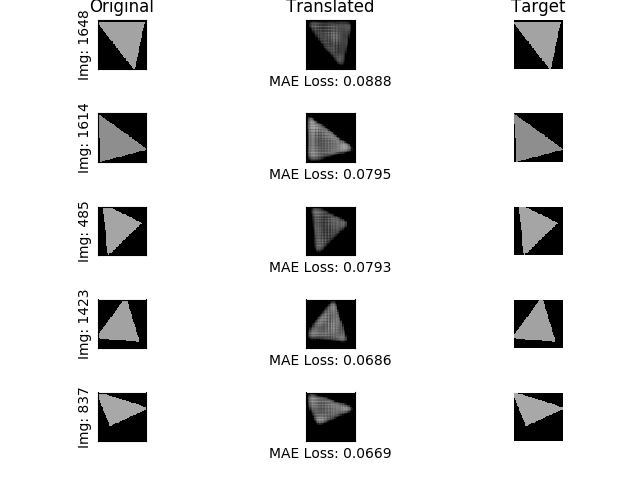 Original Translated Target
Img: 1648
MAE Loss: 0.0888
Img: 1614
MAE Loss: 0.0795
Img: 485
MAE Loss: 0.0793
Img: 1423
MAE Loss: 0.0686
Img: 837
MAE Loss: 0.0669